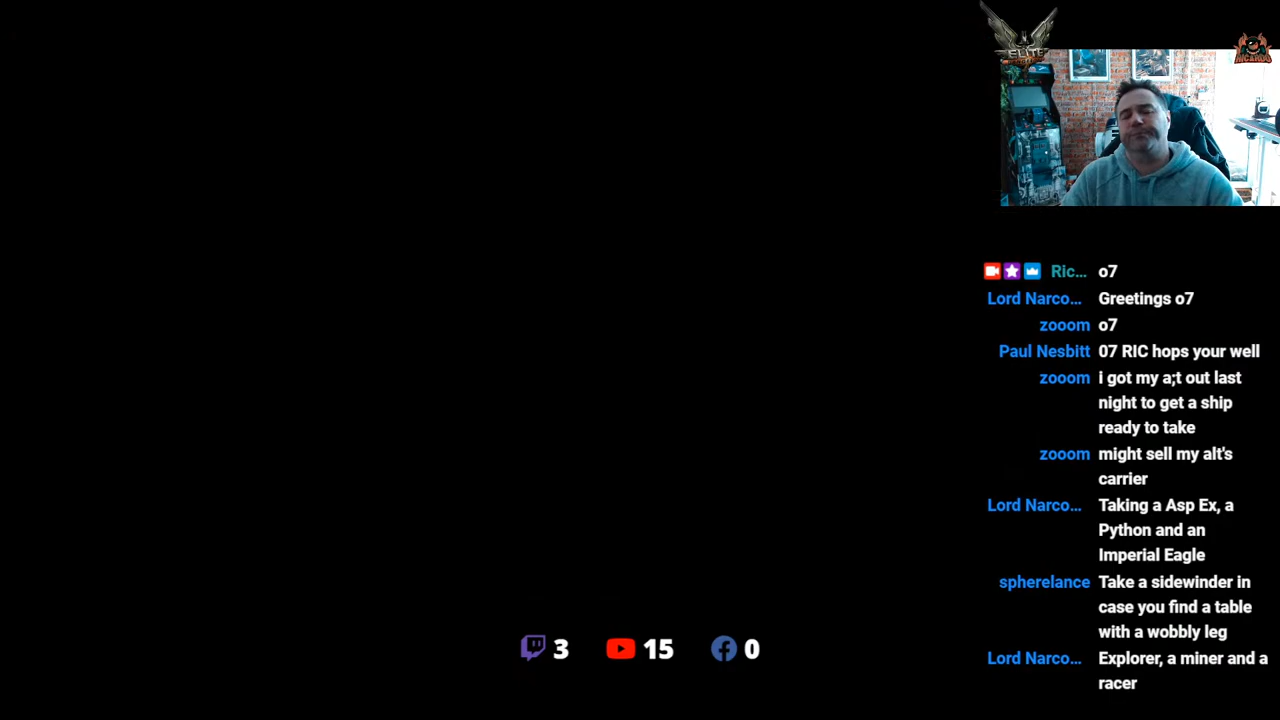 ELITE
RICARDO
Ric... o7
Lord Narco... Greetings o7
zooom o7
Paul Nesbitt 07 RIC hops your well
zooom i got my a;t out last
night to get a ship
ready to take
zooom might sell my alt's
carrier
Lord Narco... Taking a Asp Ex, a
Python and an
Imperial Eagle
spherelance Take a sidewinder in
case you find a table
with a wobbly leg
Lord Narco... Explorer, a miner and a
racer
3 15 0